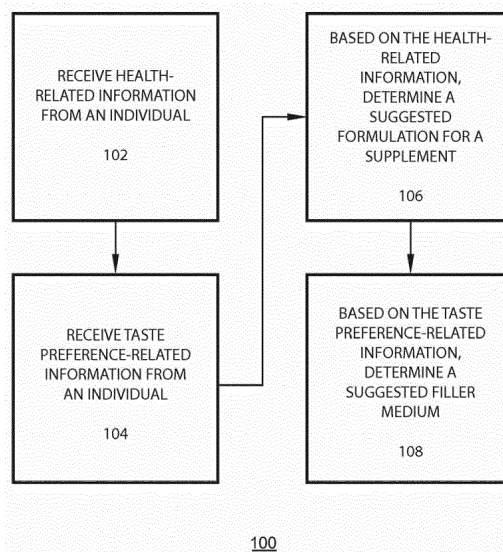 RECEIVE HEALTH-
RELATED INFORMATION
FROM AN INDIVIDUAL
102
RECEIVE TASTE
PREFERENCE-RELATED
INFORMATION FROM
AN INDIVIDUAL
104
BASED ON THE HEALTH-
RELATED
INFORMATION,
DETERMINE A
SUGGESTED
FORMULATION FOR A
SUPPLEMENT
106
BASED ON THE TASTE
PREFERENCE-RELATED
INFORMATION,
DETERMINE A
SUGGESTED FILLER
MEDIUM
108
100